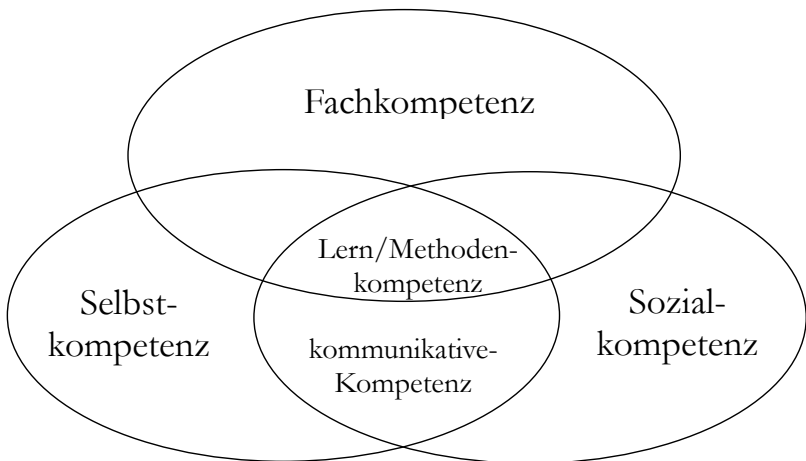 Fachkompetenz
Lern/Methoden-
kompetenz
Selbst-
kompetenz
Sozial-
kompetenz
kommunikative-
Kompetenz